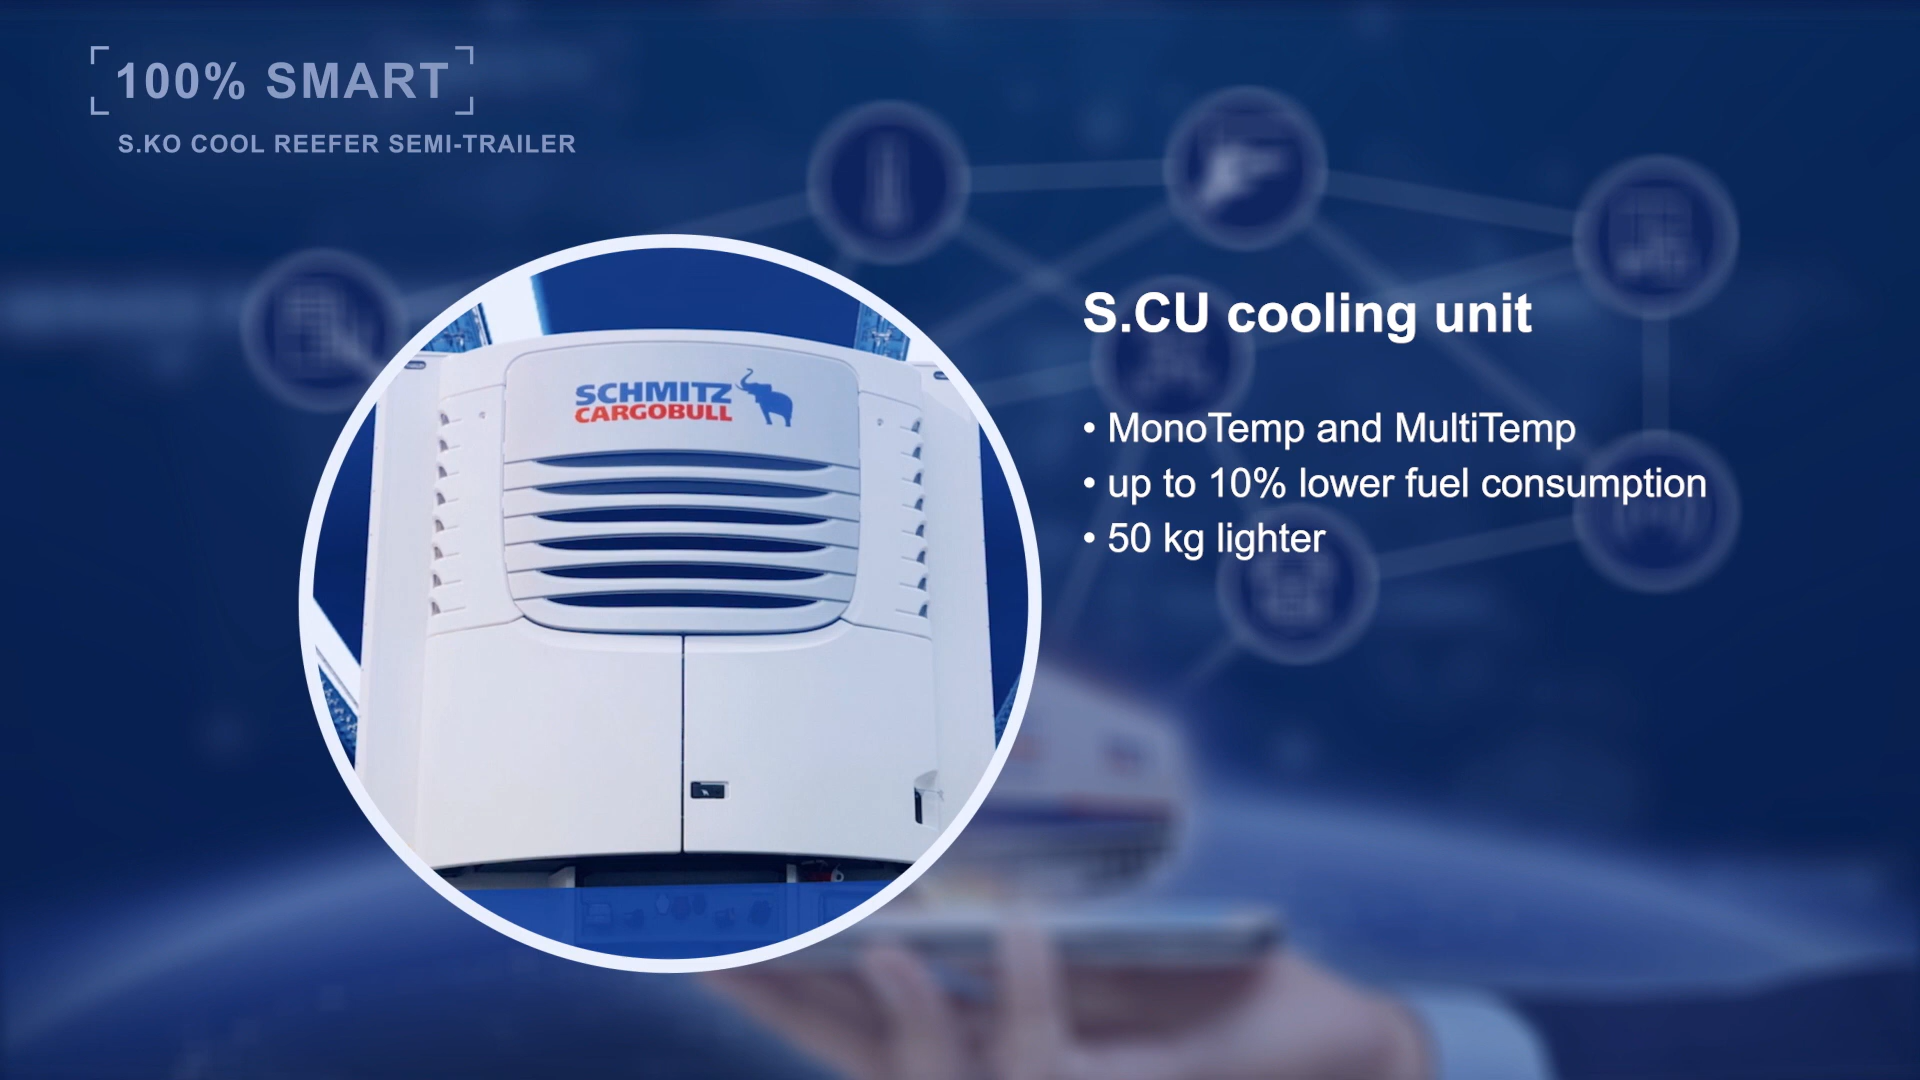 100% SMART
S.KO COOL REEFER SEMI-TRAILER
SCHMITZ
CARGOBULL
S.CU cooling unit
• MonoTemp and MultiTemp
• up to 10% lower fuel consumption
• 50 kg lighter